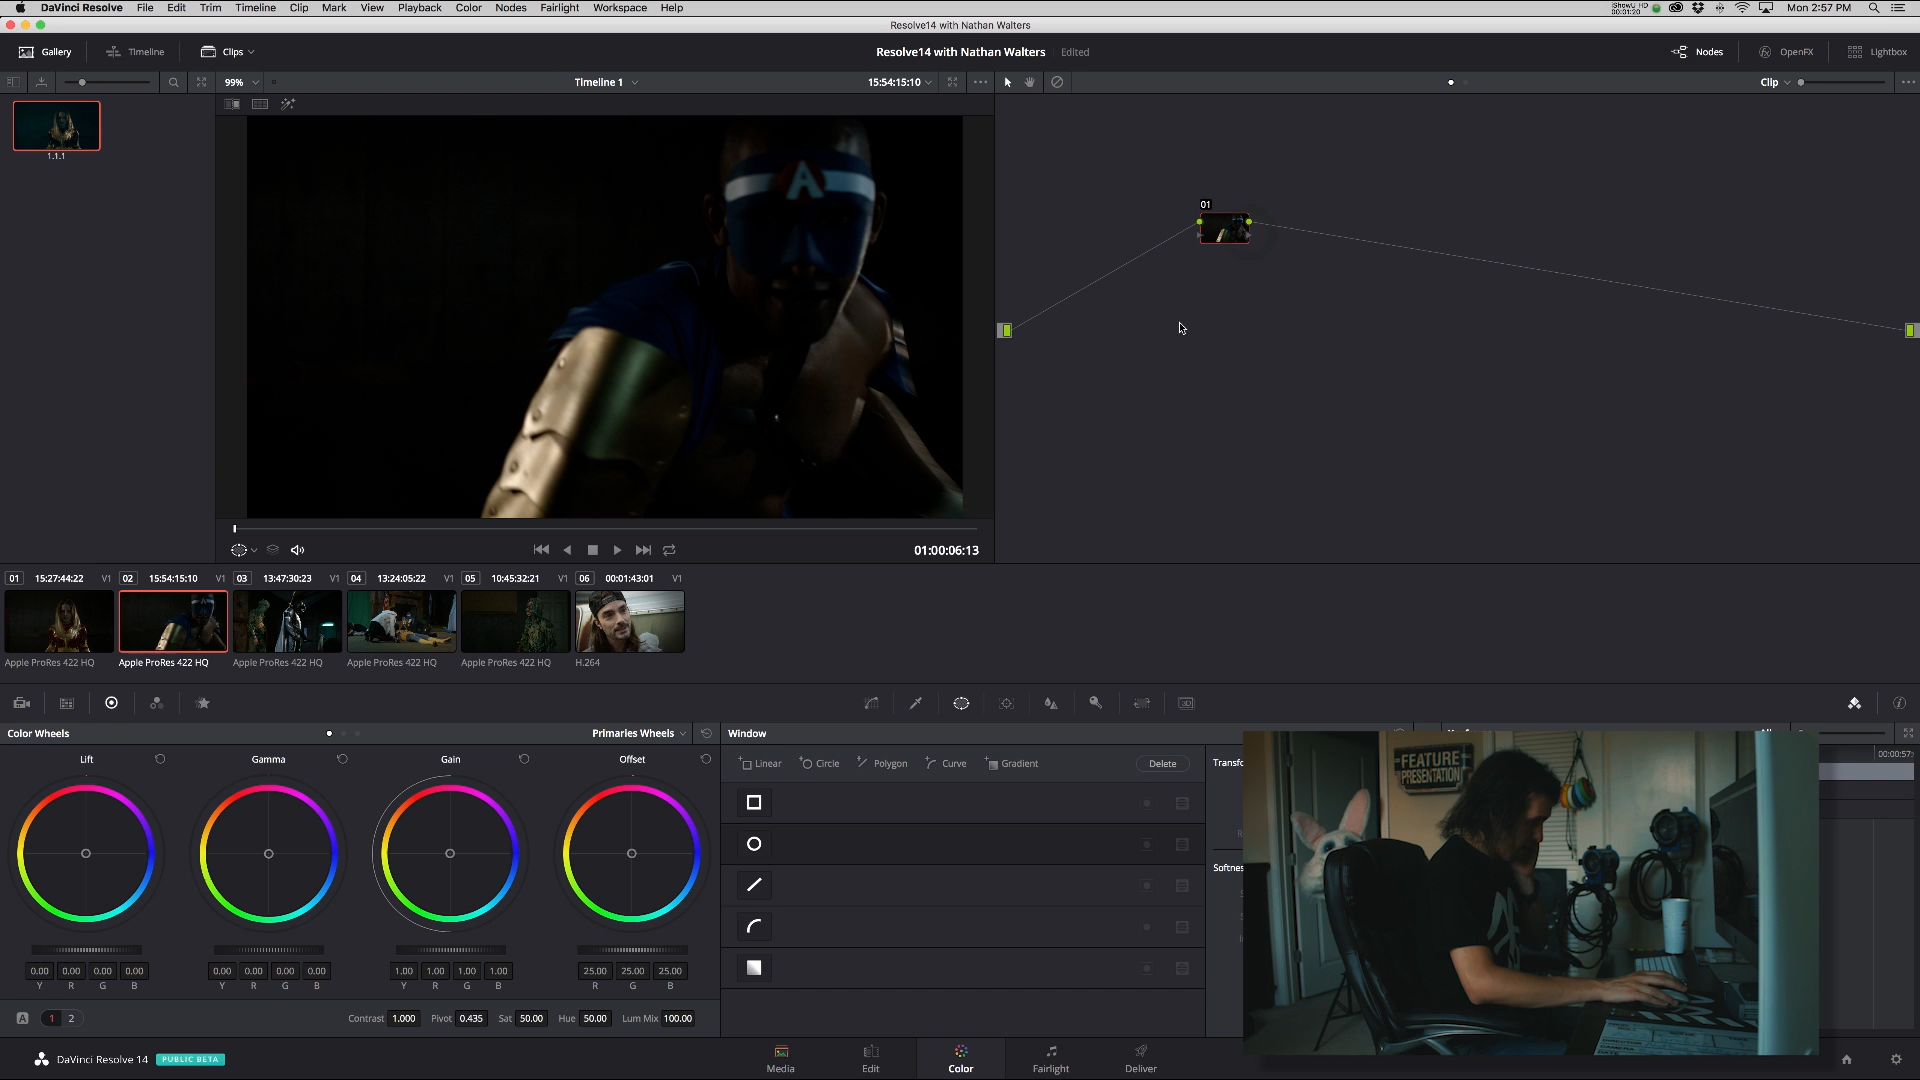 DaVinci Resolve File Edit Trim Timeline Clip Mark View Playback Color Nodes Fairlight Workspace Help
iShowU HD
00:01:20
Mon 2:57 PM
Resolve14 with Nathan Walters
Gallery Timeline Clips Resolve14 with Nathan Walters Edited Nodes OpenFX Lightbox
99% Timeline 1 15:54:15:10 Clip
1.1.1
A
01
01:00:06:13
01 15:27:44:22 V1 02 15:54:15:10 V1 03 13:47:30:23 V1 04 13:24:05:22 V1 05 10:45:32:21 V1 06 00:01:43:01 V1
Apple ProRes 422 HQ Apple ProRes 422 HQ Apple ProRes 422 HQ Apple ProRes 422 HQ Apple ProRes 422 HQ H.264
3D
Color Wheels Primaries Wheels Window
Lift Gamma Gain Offset
Linear Circle Polygon Curve Gradient Delete
Transfo
00:00:57:
FEATURE
PRESENTATION
Softnes
0.00 0.00 0.00 0.00 0.00 0.00 0.00 0.00 1.00 1.00 1.00 1.00 25.00 25.00 25.00
Y R G B Y R G B Y R G B R G B
A 1 2 Contrast 1.000 Pivot 0.435 Sat 50.00 Hue 50.00 Lum Mix 100.00
DaVinci Resolve 14 PUBLIC BETA
Media Edit Color Fairlight Deliver